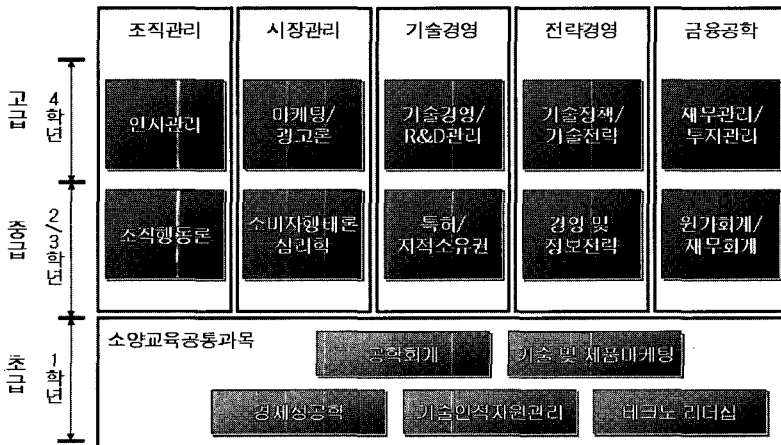 조직관리
시장관리
기술경영
전략경영
금융공학
고급
4학년
인사관리
마케팅/
광고론
기술경영/
R&D관리
기술정책/
기술전략
재무관리/
투자관리
중급
2/3학년
조직행동론
소비자행태론
심리학
특허/
지적소유권
경영 및
정보전략
원가회계/
재무회계
초급
1학년
소양교육공통과목
공학회계
기술 및 제품마케팅
경제성공학
기술인적자원관리
테크노 리더십